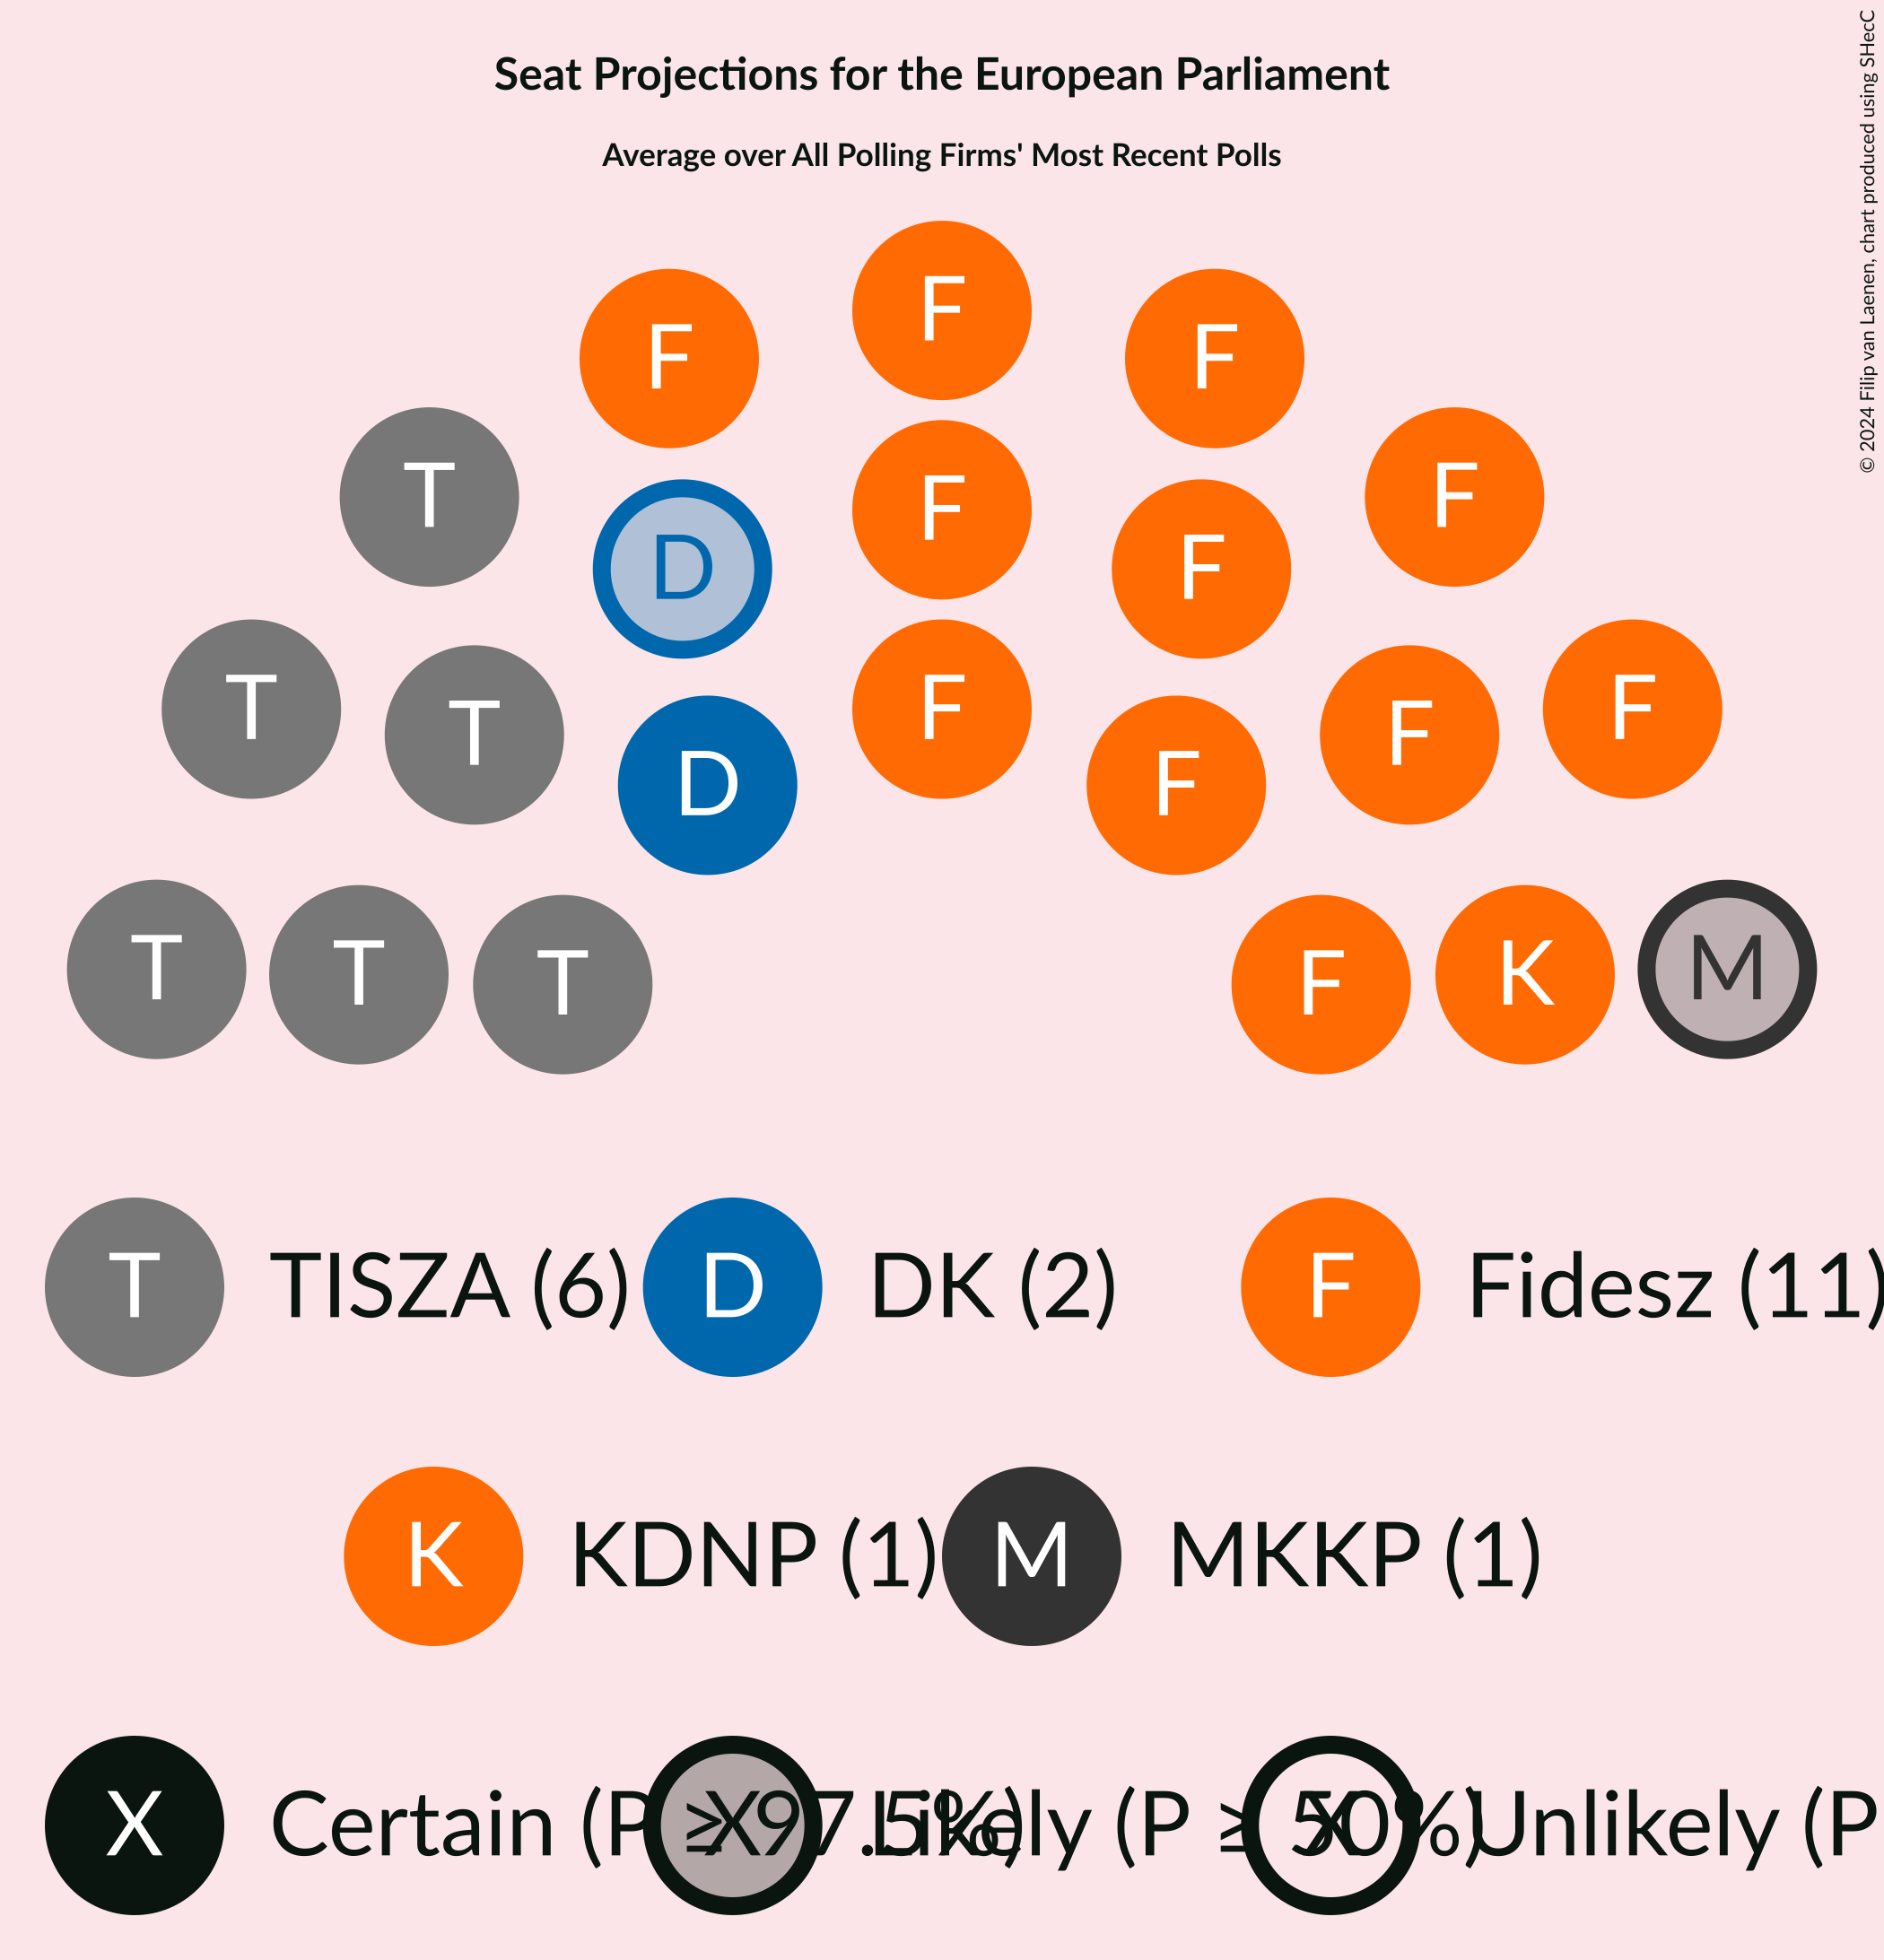 Seat Projections for the European Parliament
Average over All Polling Firms' Most Recent Polls
© 2024 Filip van Laenen, chart produced using SHecC
F
F F
T F
F
D F
T F F
T F
D F
T M
T K
T F
T TISZA (6) D DK (2) F Fidesz (11)
K KDNP (1) M MKKP (1)
X Certain (P ≥ 97.5%) X Likely (P ≥ 50%) X Unlikely (P